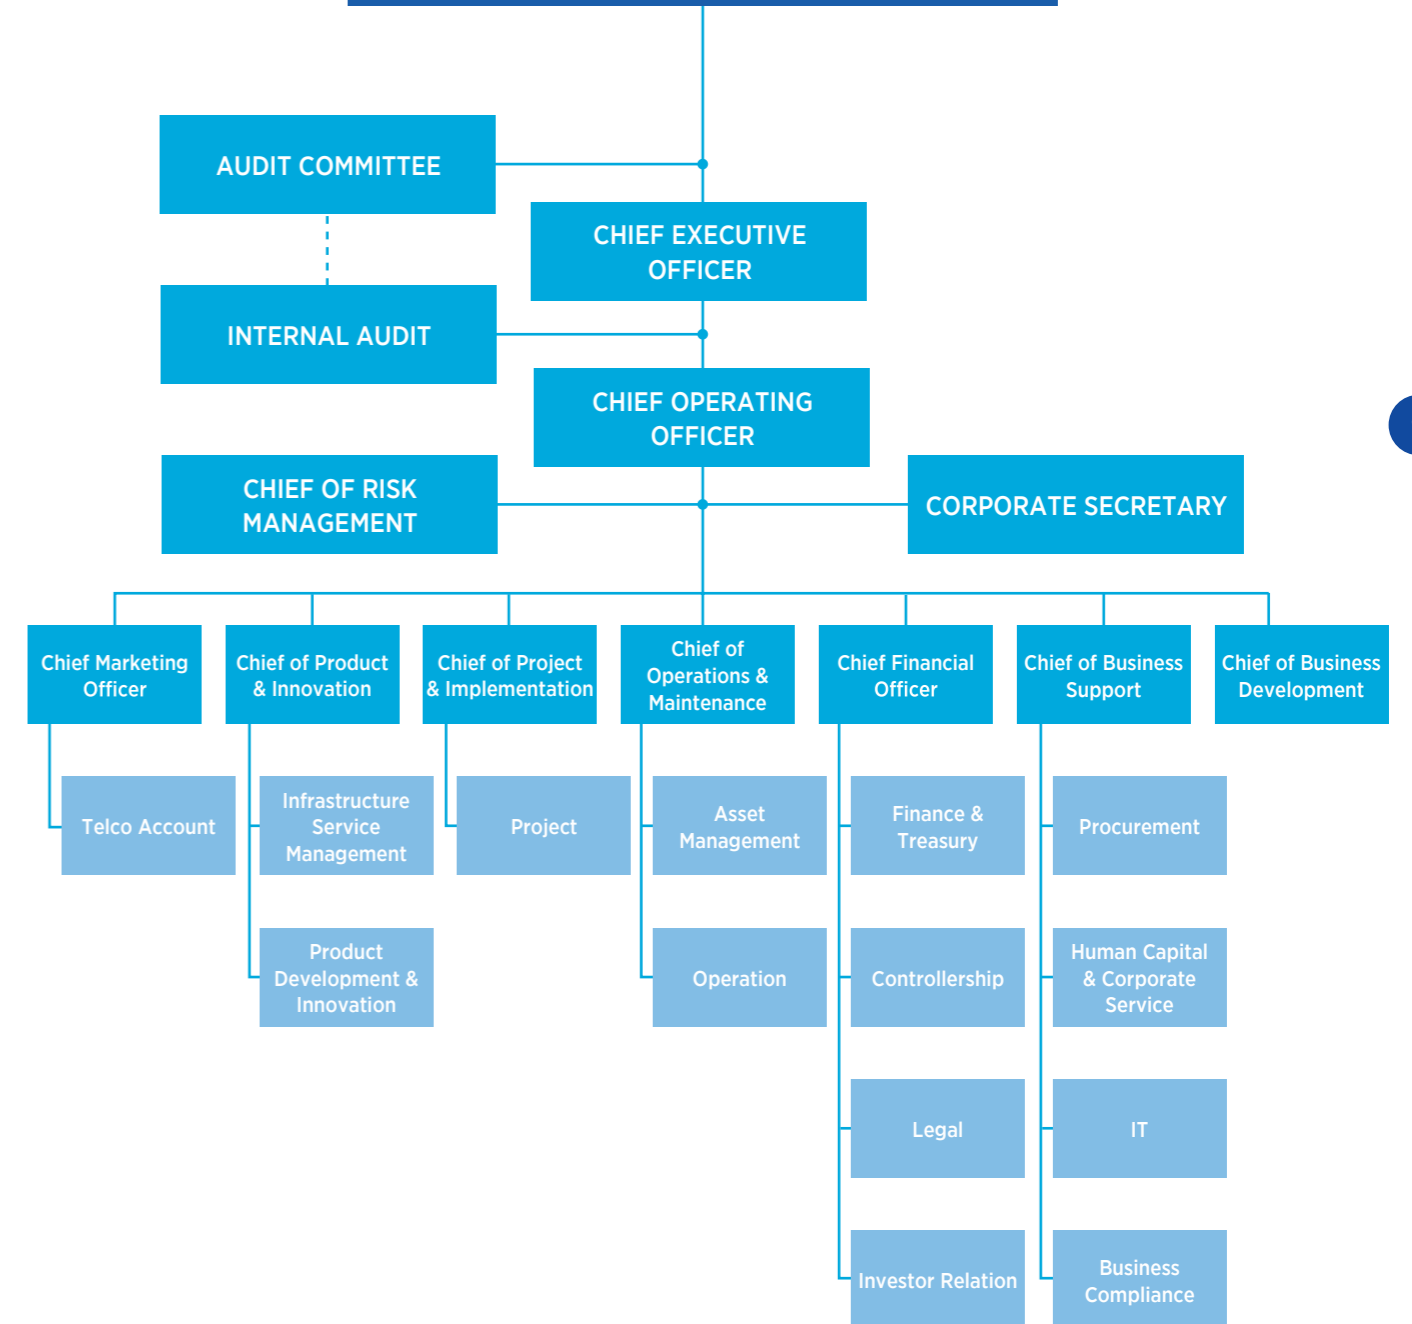 AUDIT COMMITTEE
CHIEF EXECUTIVE
OFFICER
INTERNAL AUDIT
CHIEF OPERATING
OFFICER
CHIEF OF RISK
MANAGEMENT
CORPORATE SECRETARY
Chief Marketing
Officer
Chief of Product
& Innovation
Chief of Project
& Implementation
Chief of
Operations &
Maintenance
Chief Financial
Officer
Chief of Business
Support
Chief of Business
Development
Telco Account
Infrastructure
Service
Management
Project
Asset
Management
Finance &
Treasury
Procurement
Product
Development &
Innovation
Operation
Controllership
Human Capital
& Corporate
Service
Legal
IT
Investor Relation
Business
Compliance